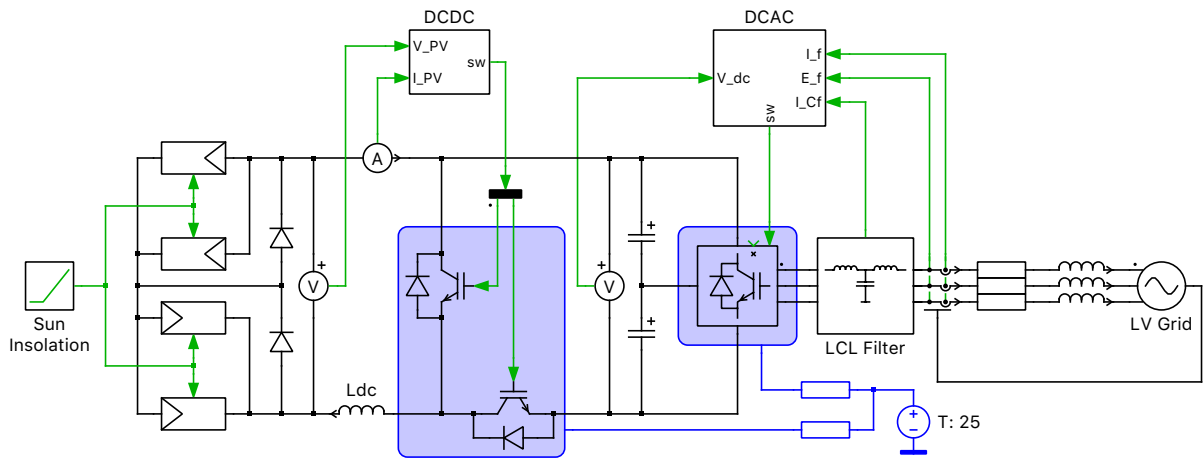 DCDC
DCAC
V_PV
I_PV
sw
V_dc
I_f
E_f
I_Cf
sw
A
V
V
Sun
Insolation
Ldc
LCL Filter
LV Grid
T: 25